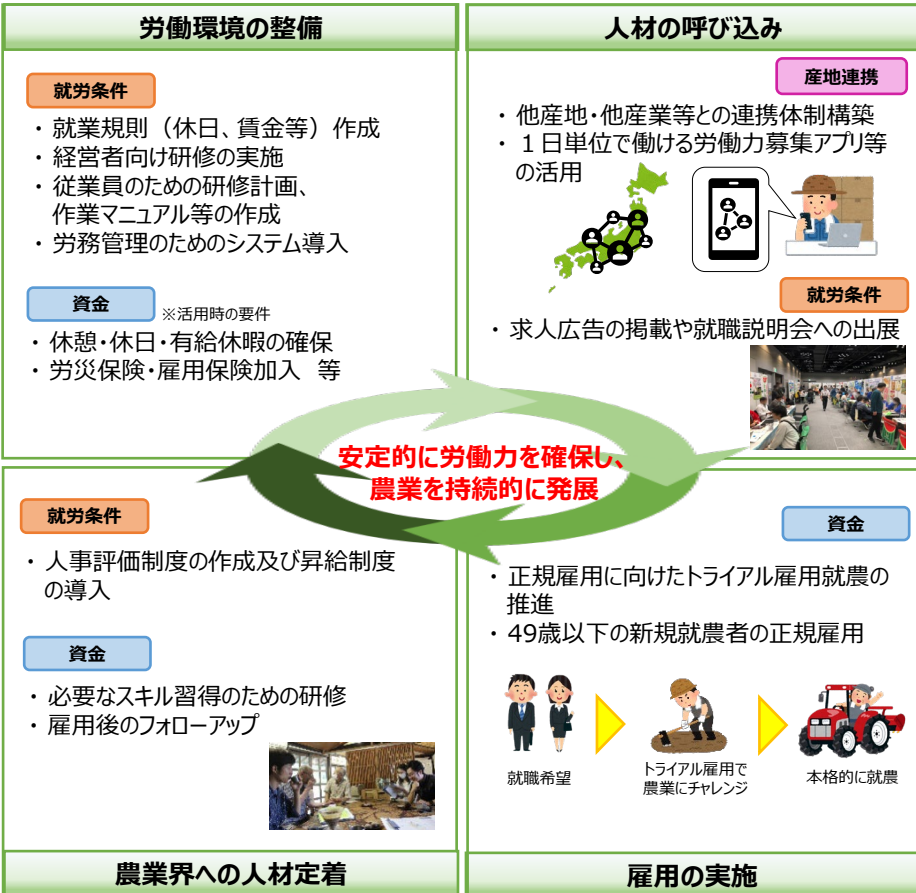 労働環境の整備
就労条件
・就業規則（休日、賃金等）作成
・経営者向け研修の実施
・従業員のための研修計画、
作業マニュアル等の作成
・労務管理のためのシステム導入
資金
※活用時の要件
・休憩・休日・有給休暇の確保
・労災保険・雇用保険加入 等
人材の呼び込み
産地連携
・他産地・他産業等との連携体制構築
・１日単位で働ける労働力募集アプリ等
の活用
就労条件
・求人広告の掲載や就職説明会への出展
安定的に労働力を確保し、
農業を持続的に発展
就労条件
・人事評価制度の作成及び昇給制度
の導入
資金
・必要なスキル習得のための研修
・雇用後のフォローアップ
農業界への人材定着
資金
・正規雇用に向けたトライアル雇用就農の
推進
・49歳以下の新規就農者の正規雇用
就職希望
トライアル雇用で
農業にチャレンジ
本格的に就農
雇用の実施